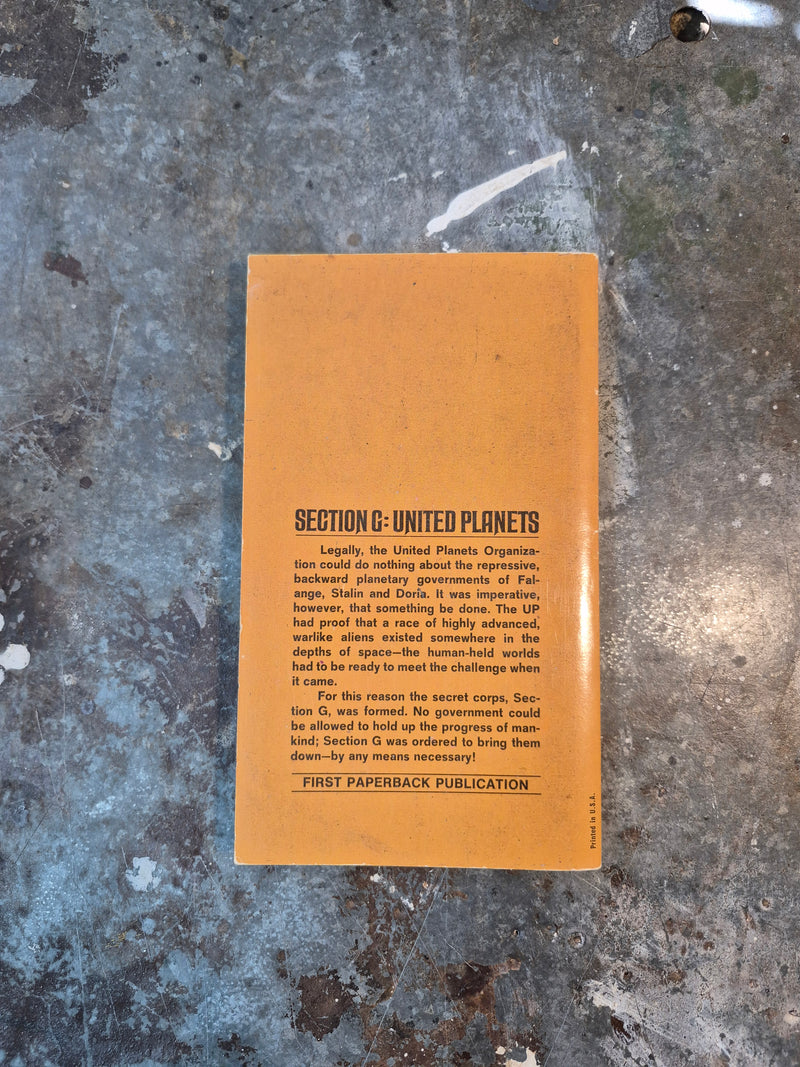 SECTION G: UNITED PLANETS
Legally, the United Planets Organiza-
tion could do nothing about the repressive,
backward planetary governments of Fal-
ange, Stalin and Doria. It was imperative,
however, that something be done. The UP
had proof that a race of highly advanced,
warlike aliens existed somewhere in the
depths of space—the human-held worlds
had to be ready to meet the challenge when
it came.
For this reason the secret corps, Sec-
tion G, was formed. No government could
be allowed to hold up the progress of man-
kind; Section G was ordered to bring them
down—by any means necessary!
FIRST PAPERBACK PUBLICATION
Printed in U.S.A.